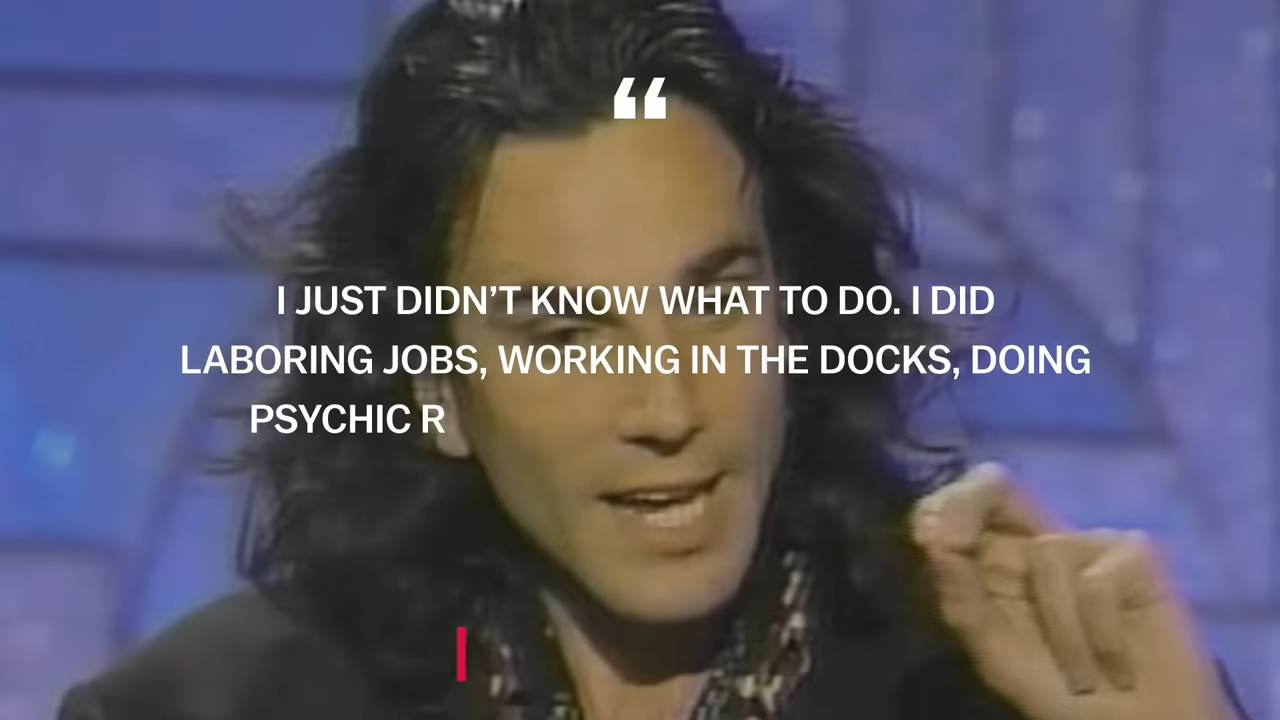 “
I JUST DIDN’T KNOW WHAT TO DO. I DID
LABORING JOBS, WORKING IN THE DOCKS, DOING
PSYCHIC R